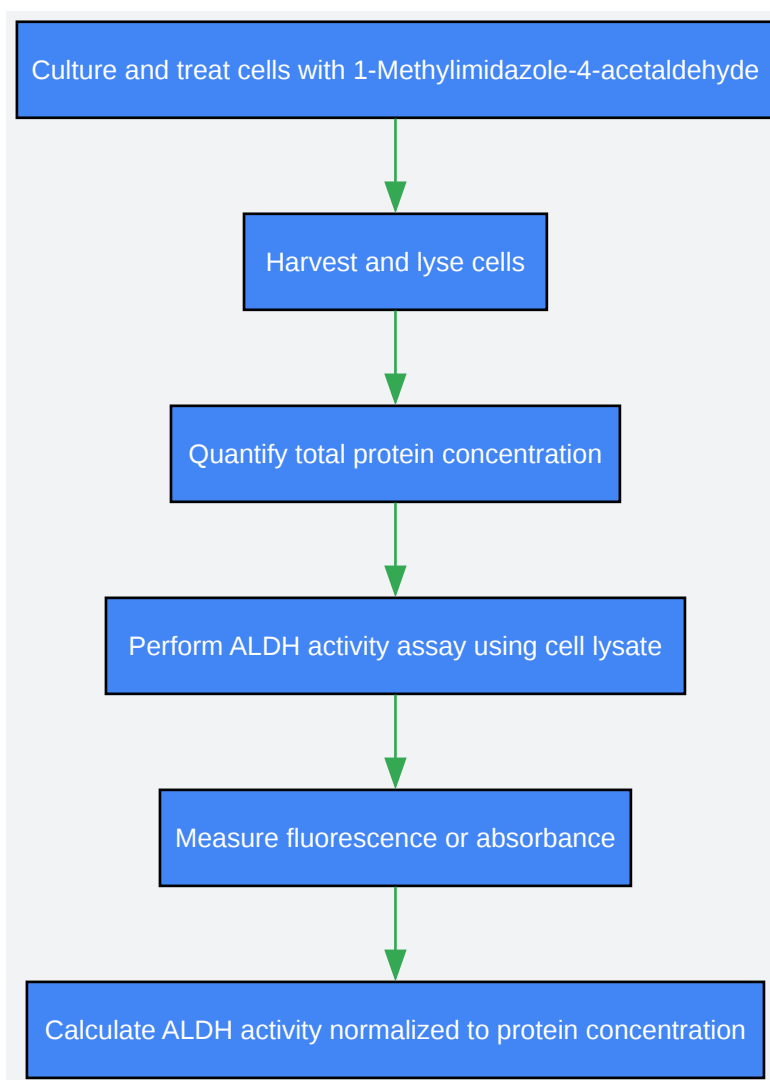 Culture and treat cells with 1-Methylimidazole-4-acetaldehyde
Harvest and lyse cells
Quantify total protein concentration
Perform ALDH activity assay using cell lysate
Measure fluorescence or absorbance
Calculate ALDH activity normalized to protein concentration